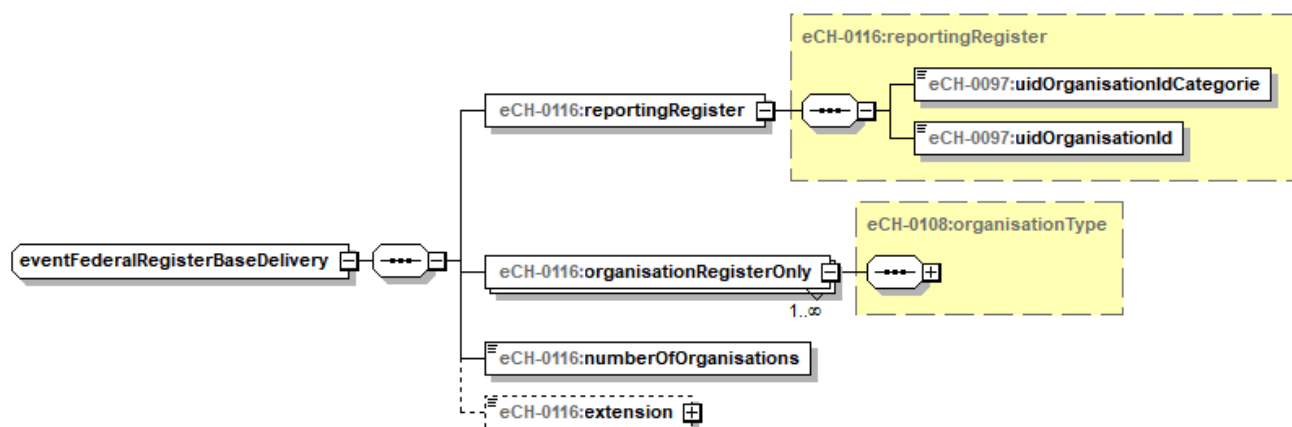 eCH-0116:reportingRegister
eCH-0097:uidOrganisationIdCategorie
eCH-0116:reportingRegister
eCH-0097:uidOrganisationId
eCH-0108:organisationType
eventFederalRegisterBaseDelivery
eCH-0116:organisationRegisterOnly
1..∞
eCH-0116:numberOfOrganisations
eCH-0116:extension